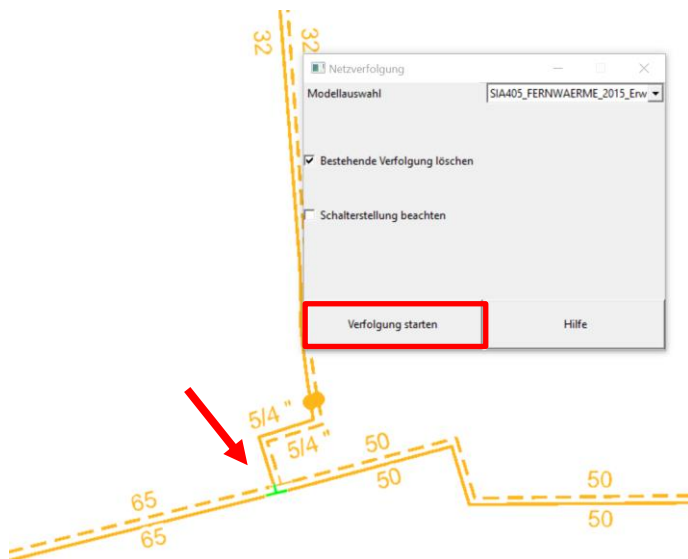 32
32
Netzverfolgung
Modellauswahl
SIA405_FERNWAERME_2015_Erw
Bestehende Verfolgung löschen
Schalterstellung beachten
Verfolgung starten
Hilfe
5/4 "
5/4 "
50
50
65
65
50
50